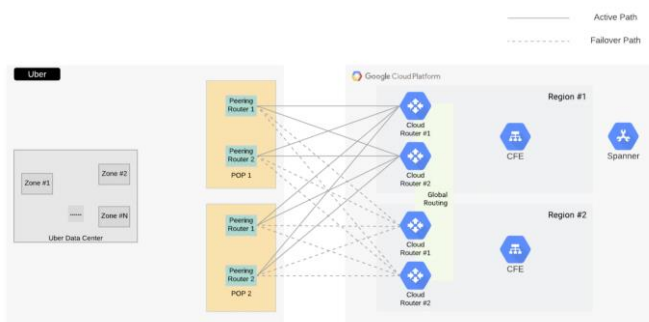 Active Path
Failover Path
Uber
Google Cloud Platform
Peering
Router 1
Peering
Router 2
POP 1
Cloud
Router #1
Cloud
Router #2
Region #1
CFE
Spanner
Global
Routing
Zone #1
Zone #2
......
Zone #N
Uber Data Center
Peering
Router 1
Peering
Router 2
POP 2
Cloud
Router #1
Cloud
Router #2
Region #2
CFE